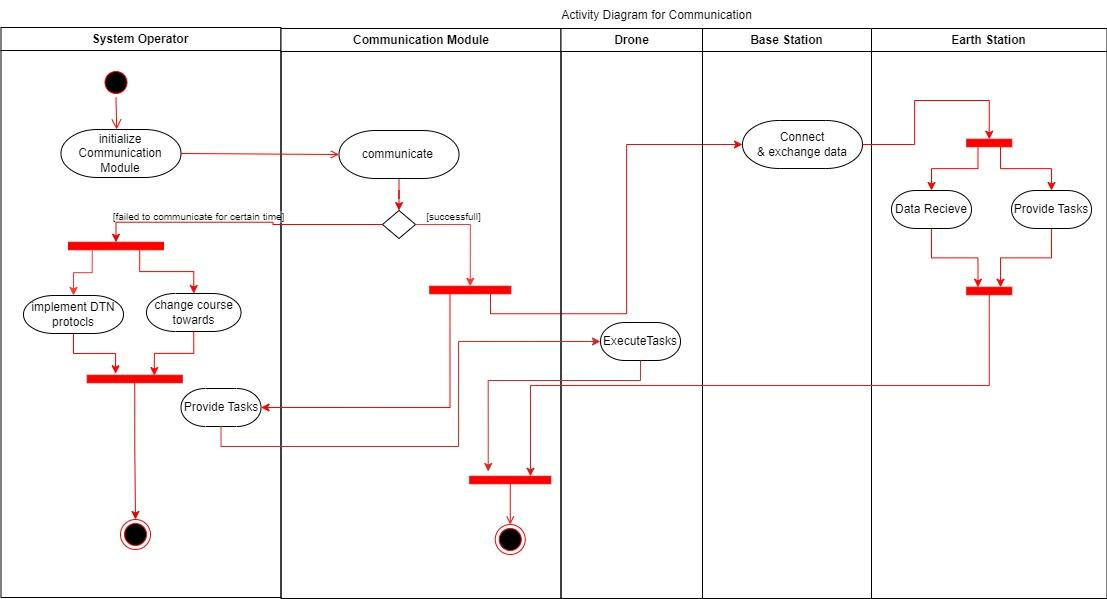 Activity Diagram for Communication
System Operator
Communication Module
Drone
Base Station
Earth Station
initialize
Communication
Module
communicate
Connect
& exchange data
[failed to communicate for certain time]
[successfull]
Data Recieve
Provide Tasks
implement DTN
protocls
change course
towards
ExecuteTasks
Provide Tasks